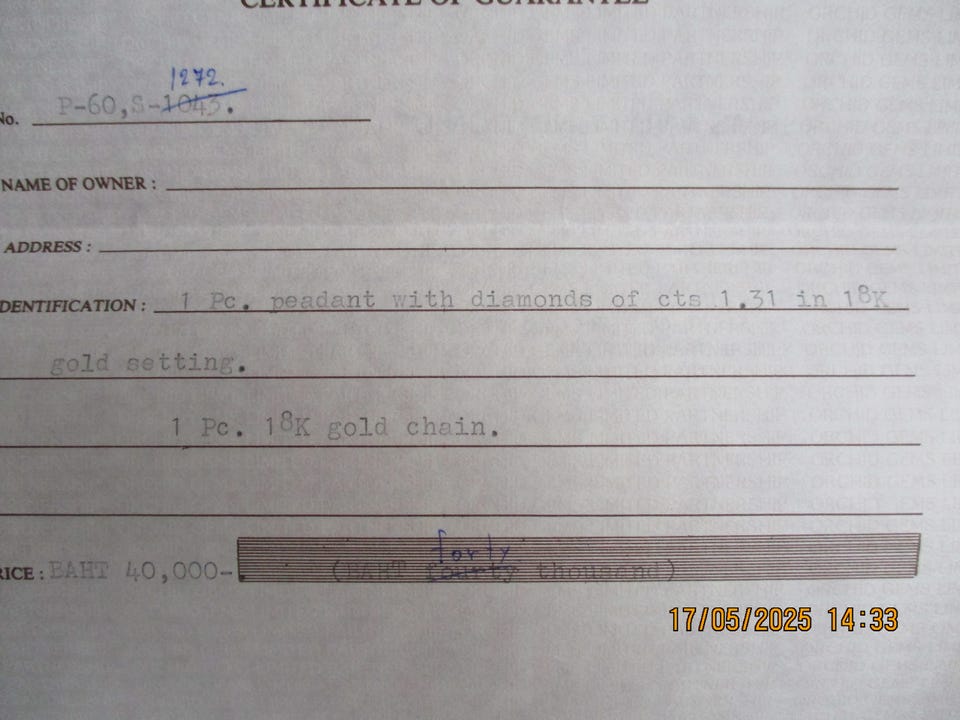 CERTIFICATE OF GUARANTEE
1272.
No. P-60,S-1043.
NAME OF OWNER :
ADDRESS :
DENTIFICATION : 1 Pc. peadant with diamonds of cts 1.31 in 18K
gold setting.
1 Pc. 18K gold chain.
forty
RICE : BAHT 40,000- (BAHT fourty thousand)
17/05/2025 14:33